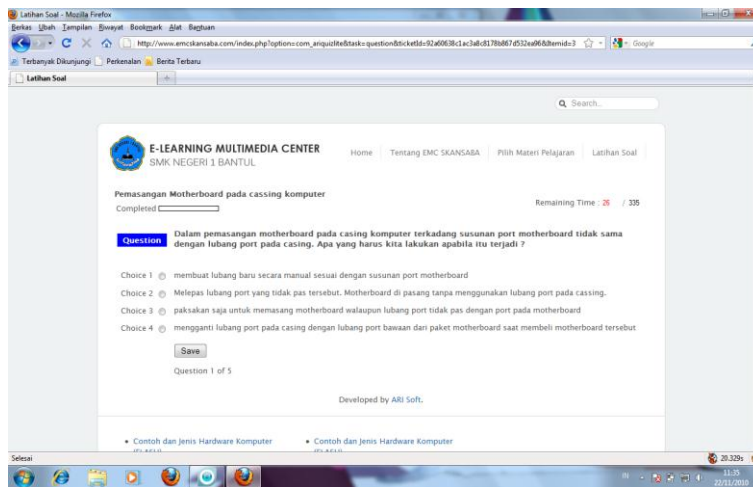 Latihan Soal - Mozilla Firefox
Berkas Ubah Tampilan Riwayat Bookmark Alat Bantuan
Google
Terbanyak Dikunjungi Perkenalan Berita Terbaru
Latihan Soal
Search...
E-LEARNING MULTIMEDIA CENTER
SMK NEGERI 1 BANTUL
Home Tentang EMC SKANSABA Pilih Materi Pelajaran Latihan Soal
Pemasangan Motherboard pada cassing komputer
Completed
Remaining Time : 25 / 335
Question
Dalam pemasangan motherboard pada casing komputer terkadang susunan port motherboard tidak sama
dengan lubang port pada casing. Apa yang harus kita lakukan apabila itu terjadi ?
Choice 1 membuat lubang baru secara manual sesuai dengan susunan port motherboard
Choice 2 Melepas lubang port yang tidak pas tersebut. Motherboard di pasang tanpa menggunakan lubang port pada cassing.
Choice 3 paksakan saja untuk memasang motherboard walaupun lubang port tidak pas dengan port pada motherboard
Choice 4 mengganti lubang port pada casing dengan lubang port bawaan dari paket motherboard saat membeli motherboard tersebut
Save
Question 1 of 5
Developed by ARI Soft.
Contoh dan Jenis Hardware Komputer
Contoh dan Jenis Hardware Komputer
Selesai
20.329s
11:35
22/11/2010